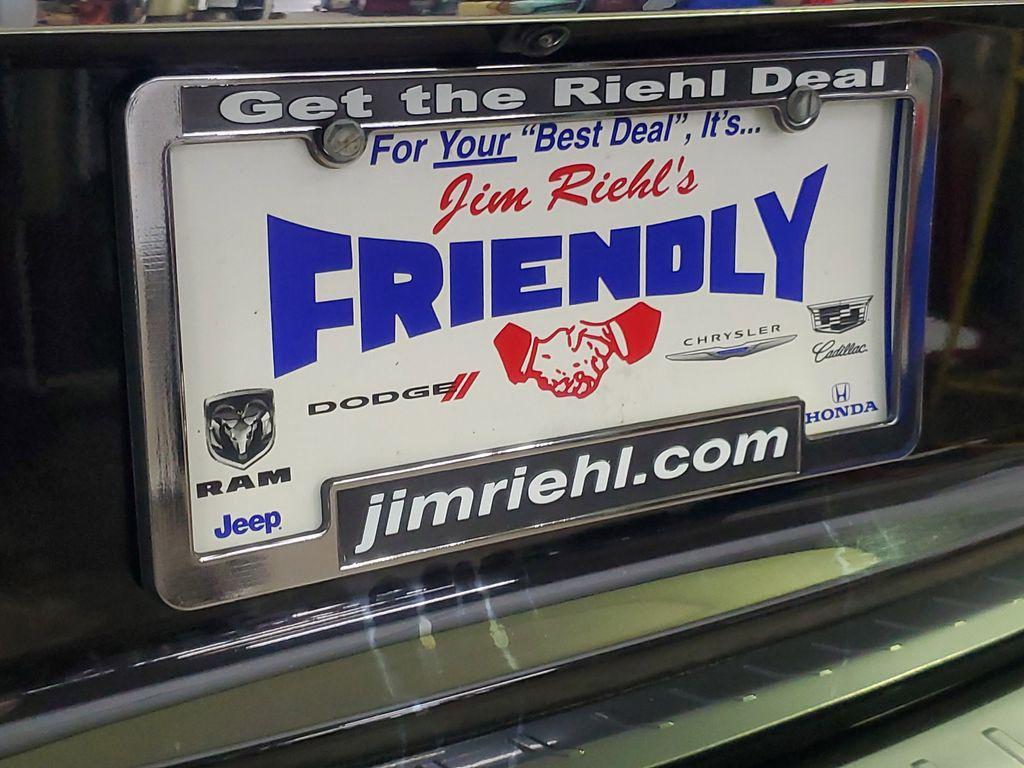 Get the Riehl Deal
For Your "Best Deal", It's...
Jim Riehl's
FRIENDLY
CHRYSLER
Cadillac
DODGE
HONDA
RAM
Jeep
jimriehl.com